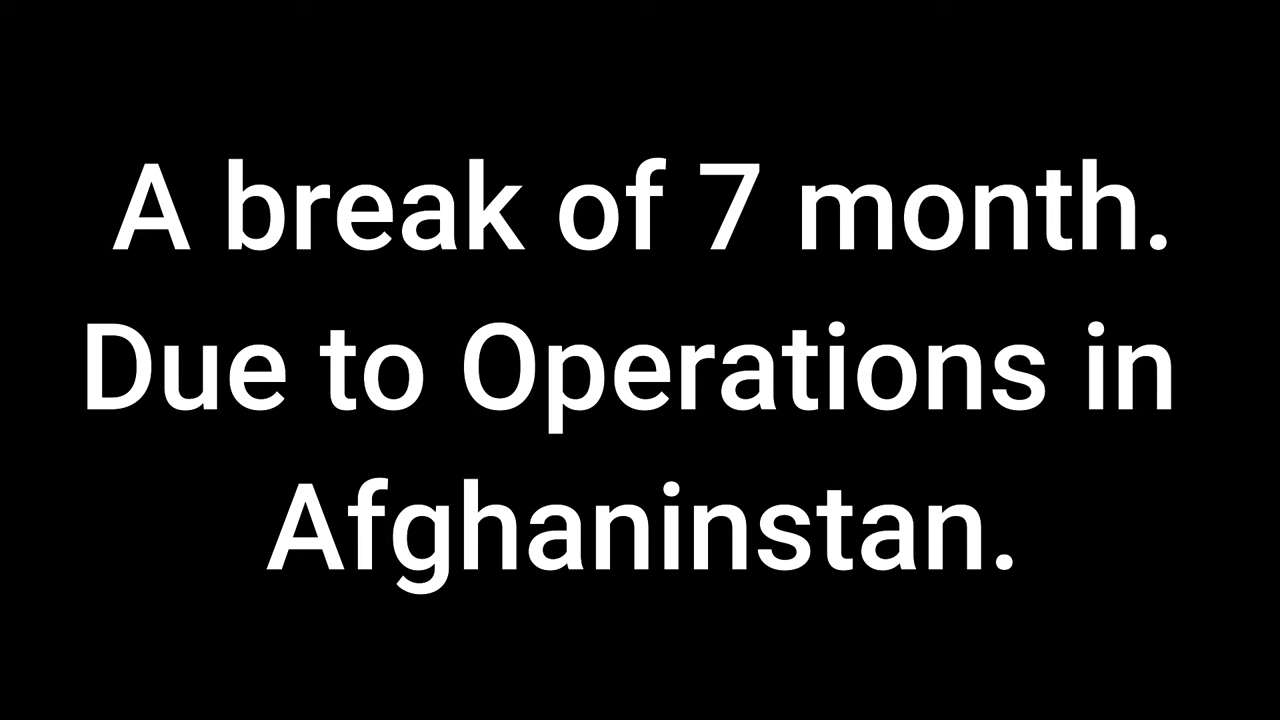 A break of 7 month.
Due to Operations in
Afghaninstan.